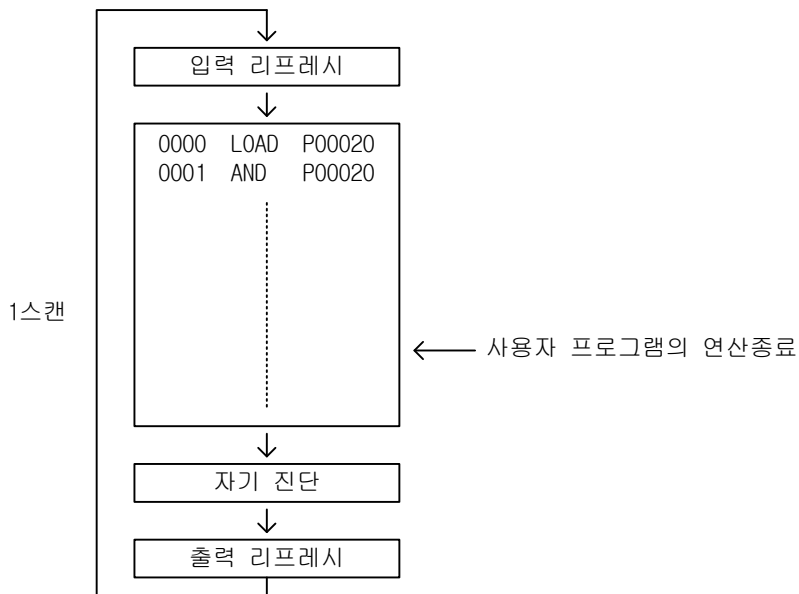 입력 리프레시
0000 LOAD P00020
0001 AND P00020
1스캔
사용자 프로그램의 연산종료
자기 진단
출력 리프레시